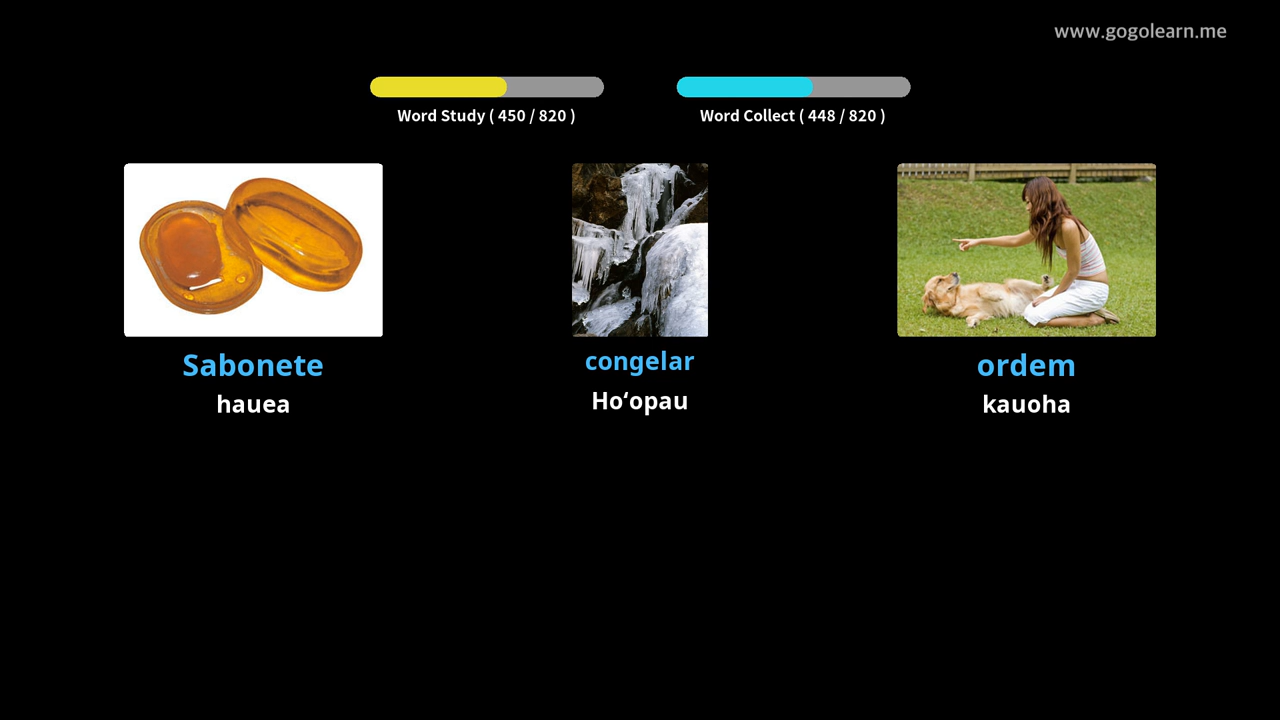 www.gogolearn.me
Word Study ( 450 / 820 )
Word Collect ( 448 / 820 )
Sabonete
hauea
congelar
Hoʻopau
ordem
kauoha